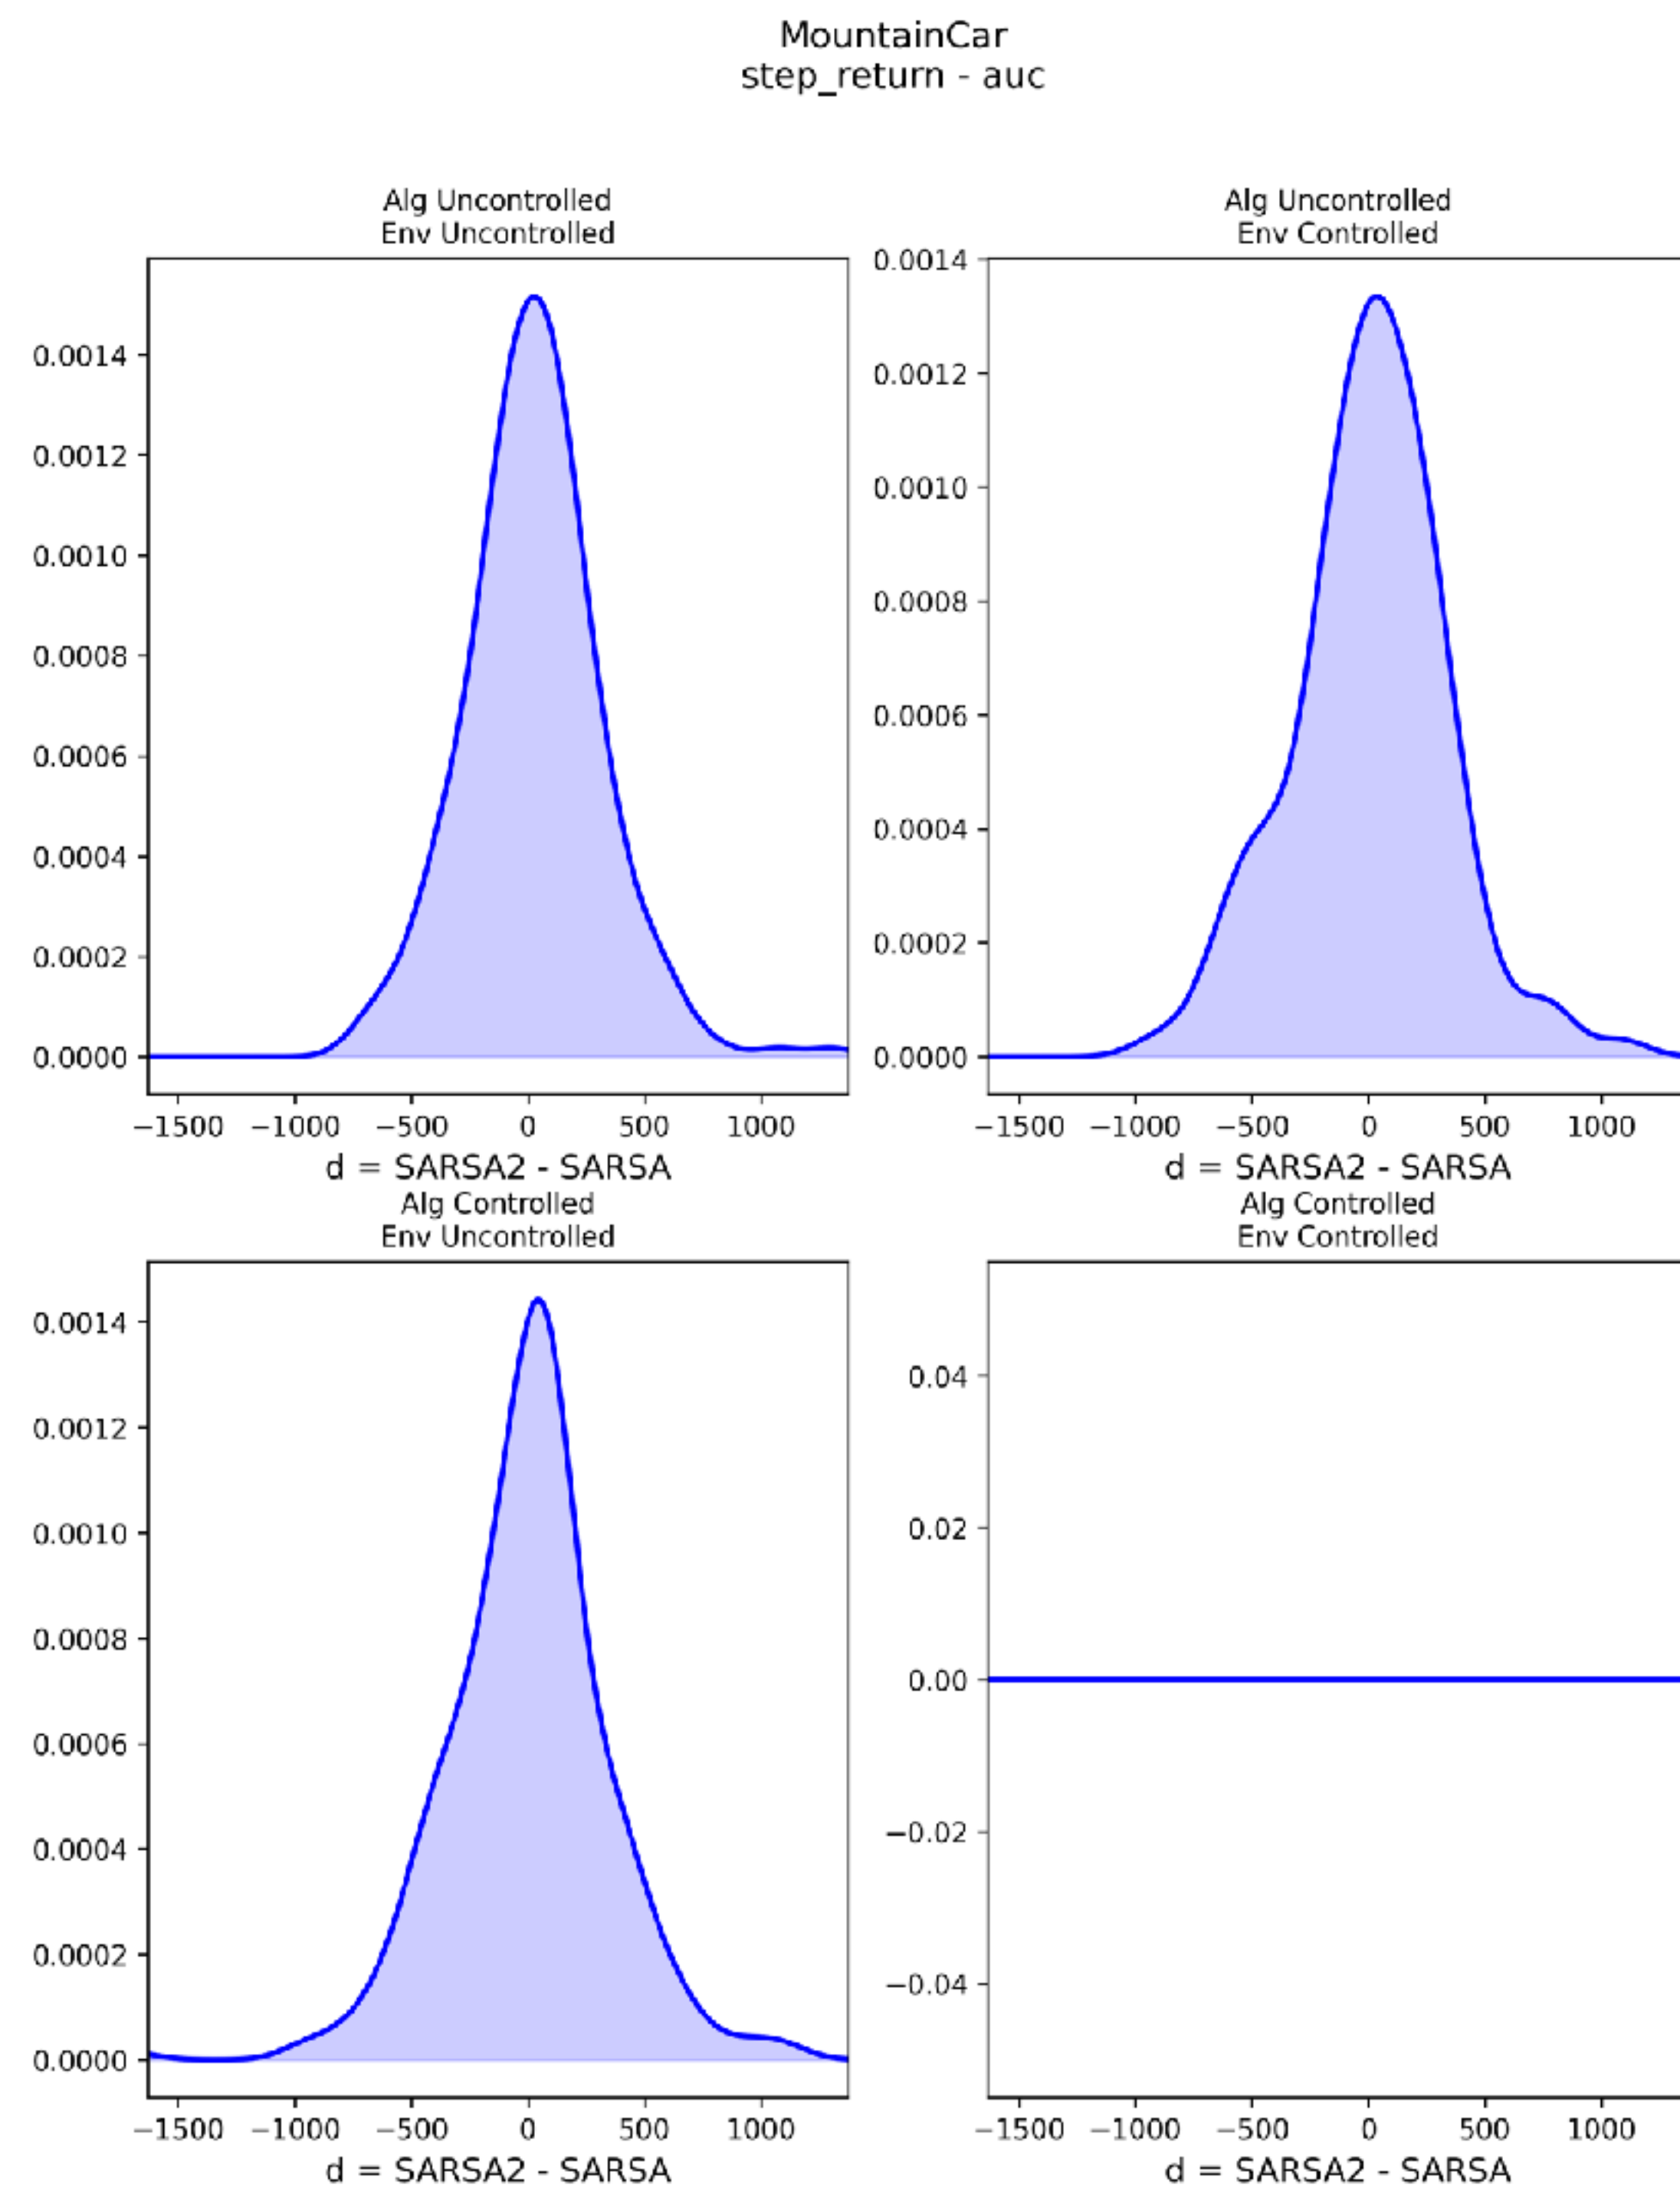 MountainCar
step_return - auc
Alg Uncontrolled
Env Uncontrolled
0.0014
0.0012
0.0010
0.0008
0.0006
0.0004
0.0002
0.0000
−1500 −1000 −500 0 500 1000
d = SARSA2 - SARSA
Alg Uncontrolled
Env Controlled
0.0014
0.0012
0.0010
0.0008
0.0006
0.0004
0.0002
0.0000
−1500 −1000 −500 0 500 1000
d = SARSA2 - SARSA
Alg Controlled
Env Uncontrolled
0.0014
0.0012
0.0010
0.0008
0.0006
0.0004
0.0002
0.0000
−1500 −1000 −500 0 500 1000
d = SARSA2 - SARSA
Alg Controlled
Env Controlled
0.04
0.02
0.00
−0.02
−0.04
−1500 −1000 −500 0 500 1000
d = SARSA2 - SARSA